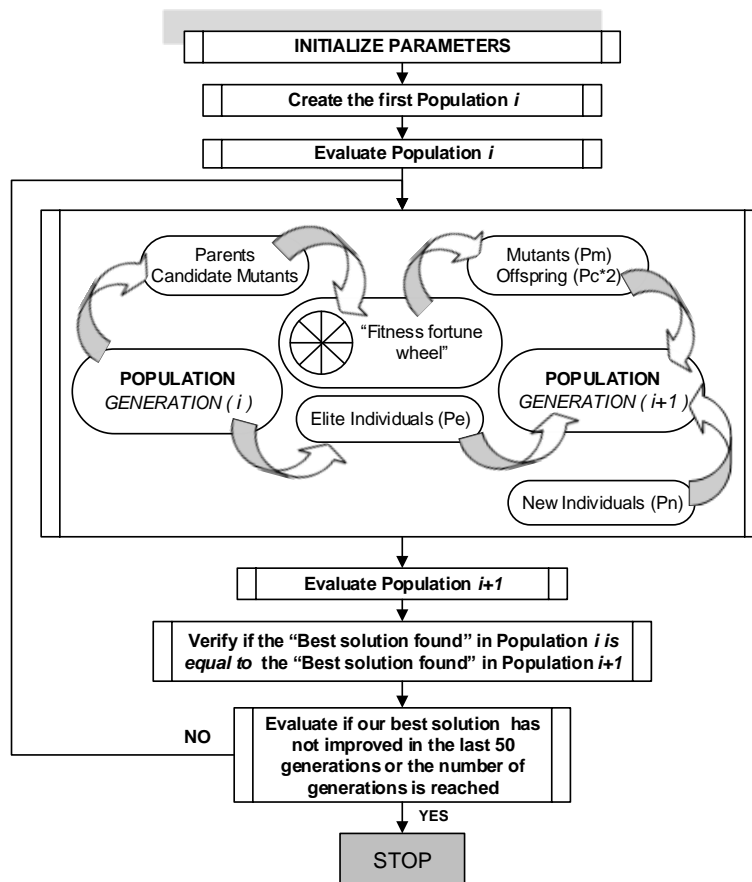 INITIALIZE PARAMETERS
Create the first Population i
Evaluate Population i
Parents
Candidate Mutants
Mutants (Pm)
Offspring (Pc*2)
“Fitness fortune
wheel”
POPULATION
GENERATION ( i )
POPULATION
GENERATION ( i+1 )
Elite Individuals (Pe)
New Individuals (Pn)
Evaluate Population i+1
Verify if the “Best solution found” in Population i is
equal to the “Best solution found” in Population i+1
Evaluate if our best solution has
not improved in the last 50
generations or the number of
generations is reached
NO
YES
STOP